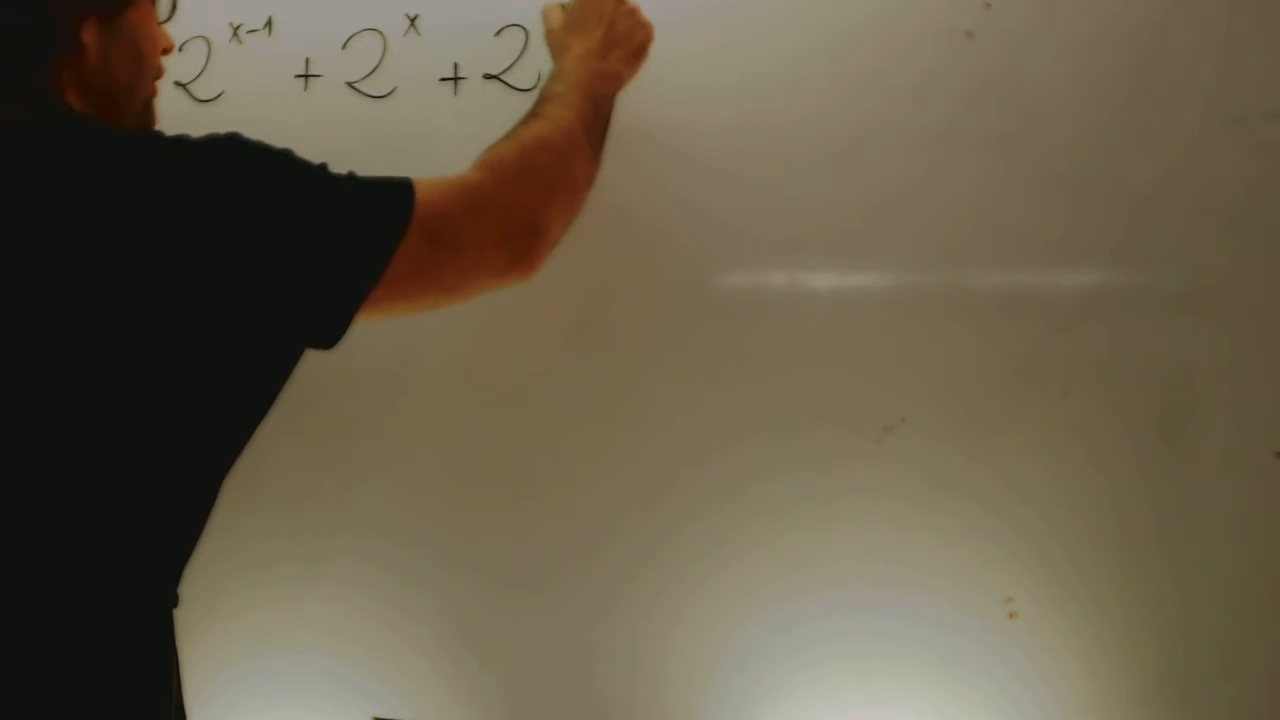 2^{x-1} + 2^x + 2